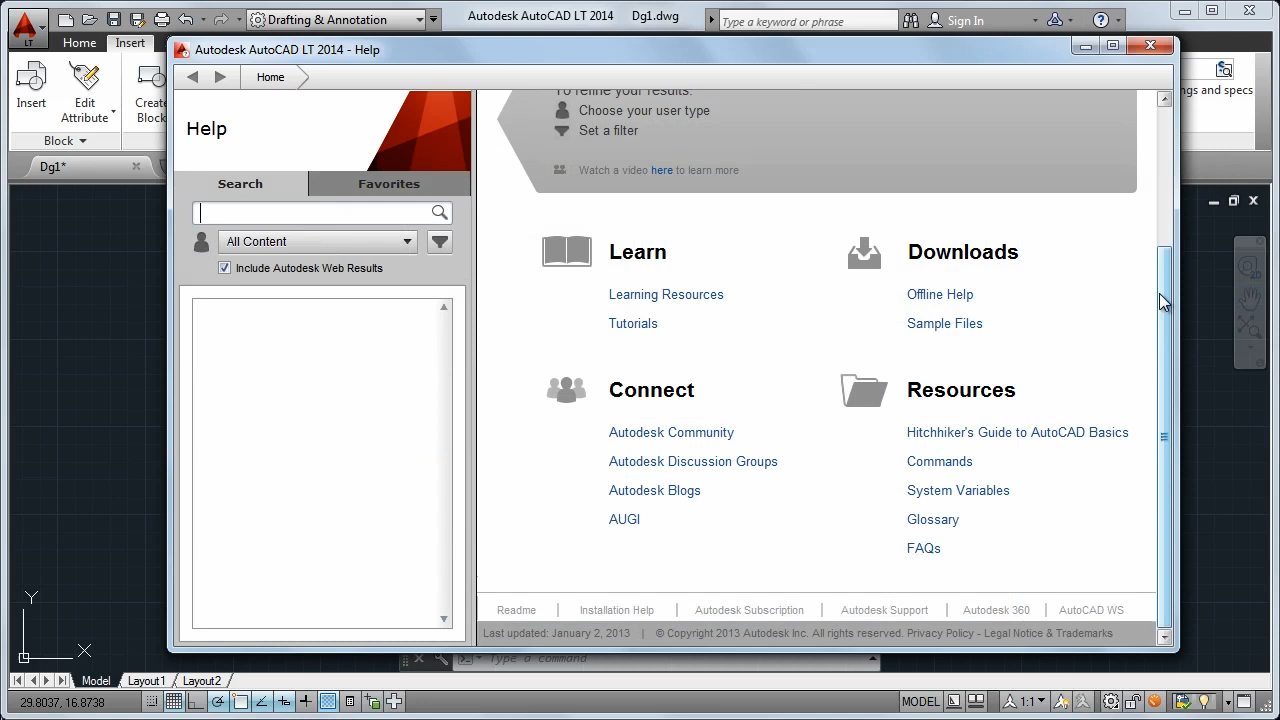 Drafting & Annotation
Autodesk AutoCAD LT 2014 Dg1.dwg
Type a keyword or phrase
Sign In
LT
Home
Insert
Autodesk AutoCAD LT 2014 - Help
Home
Insert
Edit
Attribute
Create
Block
ngs and specs
Block
Dg1*
Help
Search
Favorites
All Content
Include Autodesk Web Results
To refine your results:
Choose your user type
Set a filter
Watch a video here to learn more
Learn
Learning Resources
Tutorials
Downloads
Offline Help
Sample Files
Connect
Autodesk Community
Autodesk Discussion Groups
Autodesk Blogs
AUGI
Resources
Hitchhiker's Guide to AutoCAD Basics
Commands
System Variables
Glossary
FAQs
Readme | Installation Help | Autodesk Subscription | Autodesk Support | Autodesk 360 | AutoCAD WS
Last updated: January 2, 2013 | © Copyright 2013 Autodesk Inc. All rights reserved. Privacy Policy - Legal Notice & Trademarks
Y
X
Type a command
Model Layout1 Layout2
29.8037, 16.8738
MODEL
1:1